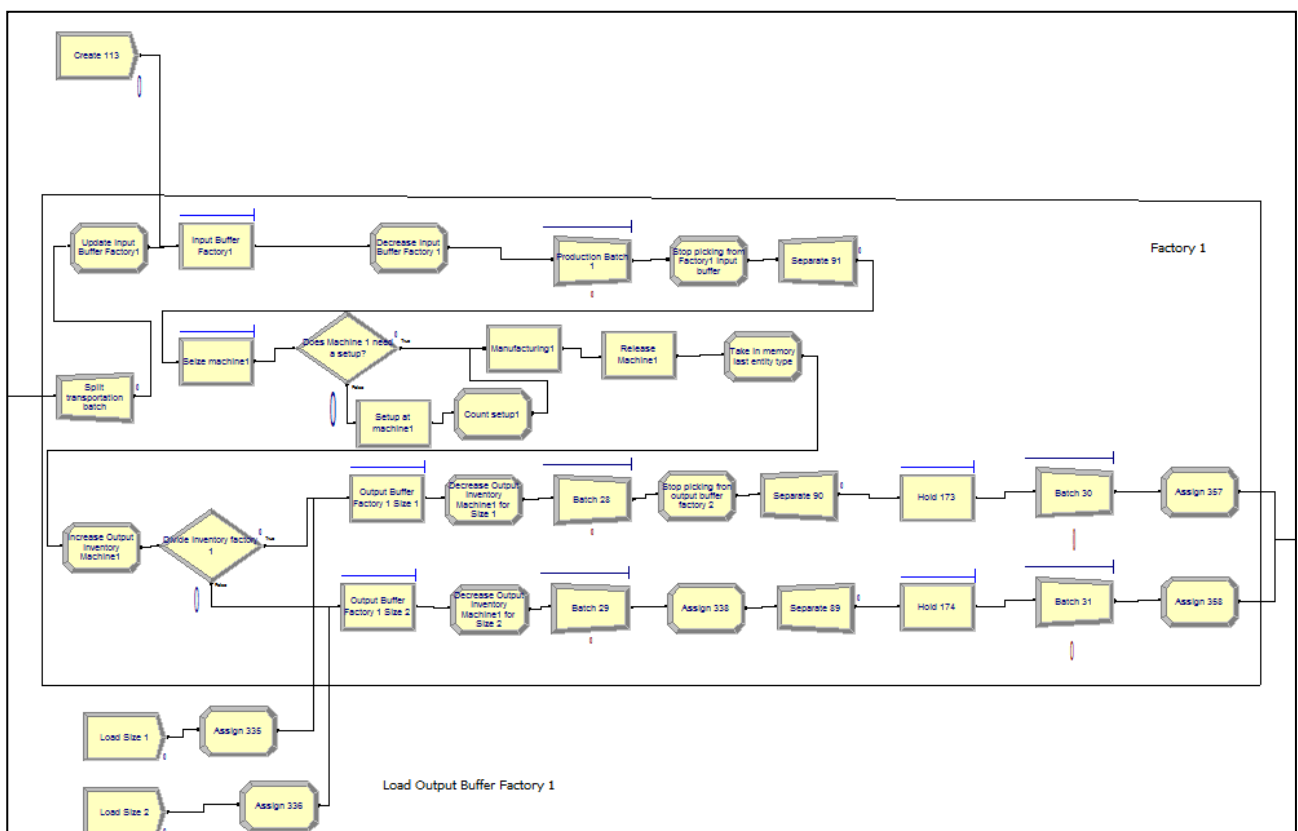 Create 113
Update Input
Buffer Factory1
Input Buffer
Factory1
Decrease Input
Buffer Factory 1
Production Batch
1
Stop picking from
Factory1 Input
buffer
Separate 91
Factory 1
Split
transportation
batch
Seize machine1
Does Machine 1 need
a setup?
True
False
Setup at
machine1
Count setup1
Manufacturing1
Release
Machine1
Take in memory
last entity type
Increase Output
Inventory
Machine1
Divide Inventory factory
1
True
False
Output Buffer
Factory 1 Size 1
Decrease Output
Inventory
Machine1 for
Size 1
Batch 28
Stop picking from
output buffer
factory 2
Separate 90
Hold 173
Batch 30
Assign 357
Output Buffer
Factory 1 Size 2
Decrease Output
Inventory
Machine1 for
Size 2
Batch 29
Assign 338
Separate 89
Hold 174
Batch 31
Assign 358
Load Size 1
Assign 335
Load Size 2
Assign 336
Load Output Buffer Factory 1